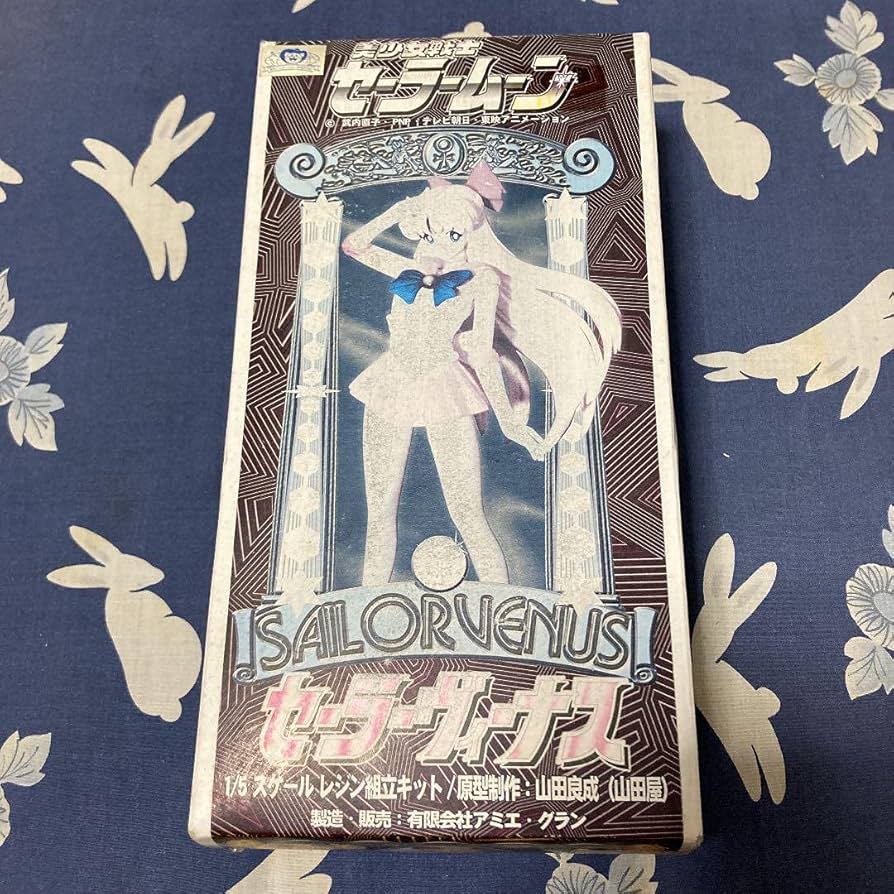 美少女戦士
セーラームーン
© 武内直子・PNP・テレビ朝日・東映アニメーション
SAILORVENUS
セーラーヴィーナス
1/5 スケール レジン組立キット/原型制作：山田良成（山田屋）
製造・販売：有限会社アミエ・グラン